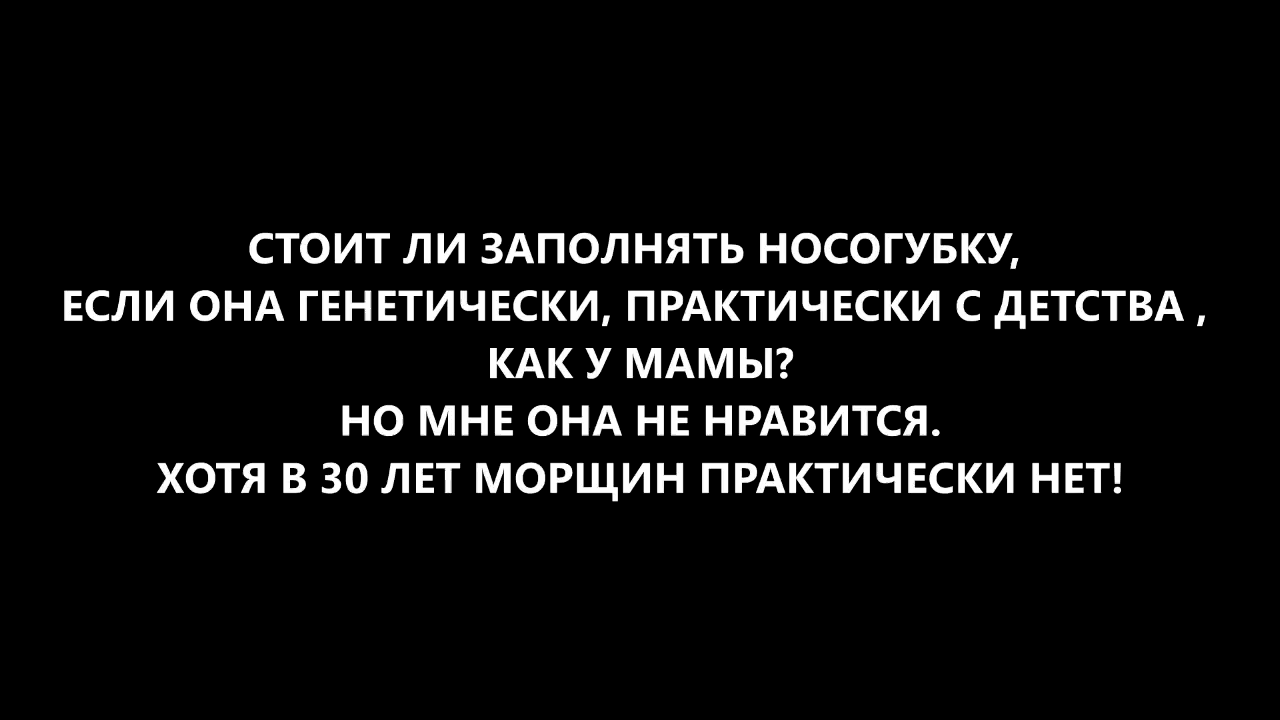 СТОИТ ЛИ ЗАПОЛНЯТЬ НОСОГУБКУ,
ЕСЛИ ОНА ГЕНЕТИЧЕСКИ, ПРАКТИЧЕСКИ С ДЕТСТВА ,
КАК У МАМЫ?
НО МНЕ ОНА НЕ НРАВИТСЯ.
ХОТЯ В 30 ЛЕТ МОРЩИН ПРАКТИЧЕСКИ НЕТ!